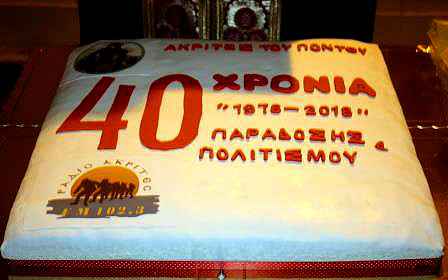 ΑΚΡΙΤΕΣ ΤΟΥ ΠΟΝΤΟΥ
40 ΧΡΟΝΙΑ
"1978-2018"
ΠΑΡΑΔΟΣΗΣ &
ΠΟΛΙΤΙΣΜΟΥ
ΡΑΔΙΟ ΑΚΡΙΤΕΣ
FM 102.3